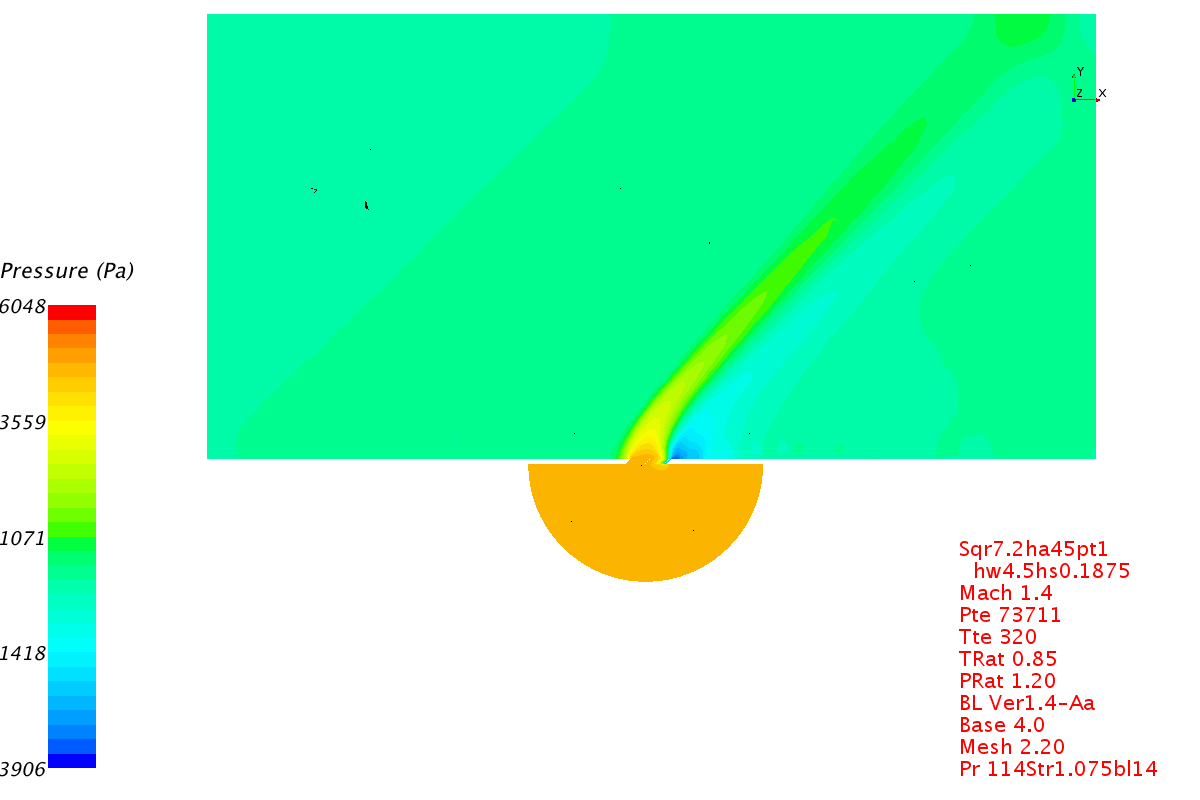 Y
Z X
Pressure (Pa)
6048
3559
1071
1418
3906
Sqr7.2ha45pt1
hw4.5hs0.1875
Mach 1.4
Pte 73711
Tte 320
TRat 0.85
PRat 1.20
BL Ver1.4-Aa
Base 4.0
Mesh 2.20
Pr 114Str1.075bl14